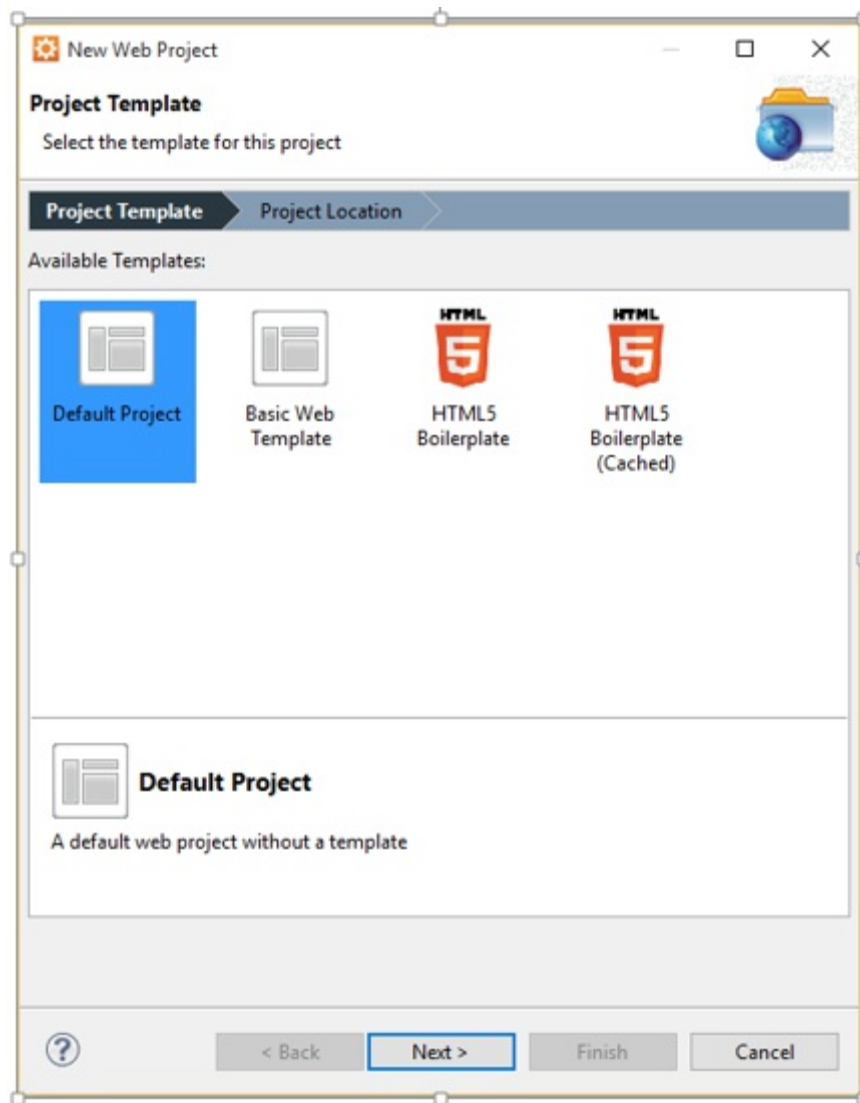 New Web Project
Project Template
Select the template for this project
Project Template
Project Location
Available Templates:
Default Project
Basic Web
Template
HTML
5
HTML5
Boilerplate
HTML
5
HTML5
Boilerplate
(Cached)
Default Project
A default web project without a template
?
< Back
Next >
Finish
Cancel